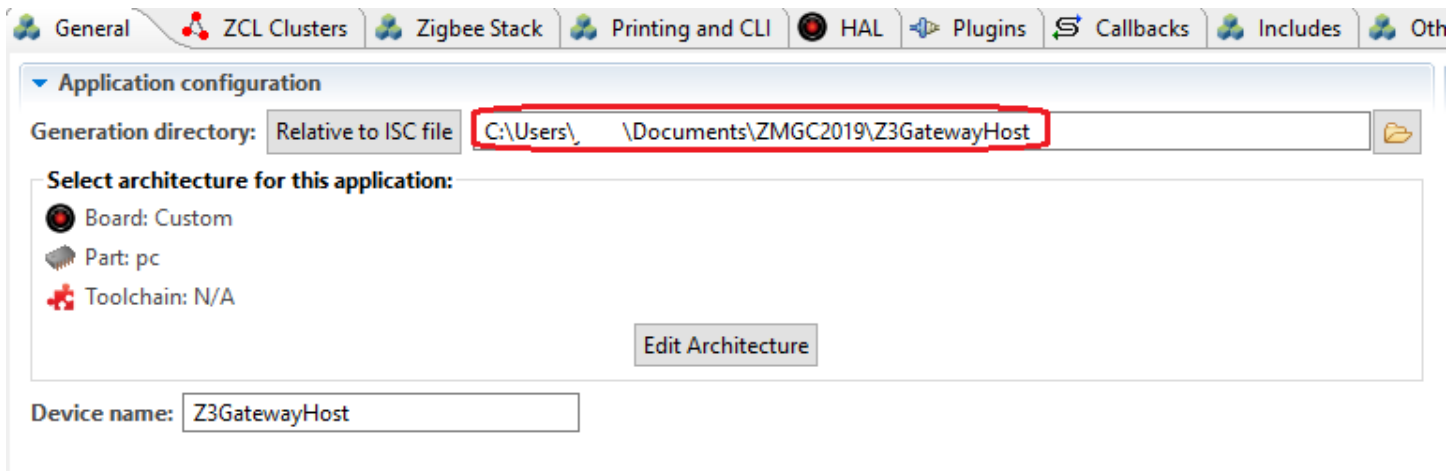 General ZCL Clusters Zigbee Stack Printing and CLI HAL Plugins Callbacks Includes Oth
Application configuration
Generation directory: Relative to ISC file C:\Users\ \Documents\ZMGC2019\Z3GatewayHost
Select architecture for this application:
Board: Custom
Part: pc
Toolchain: N/A
Edit Architecture
Device name: Z3GatewayHost